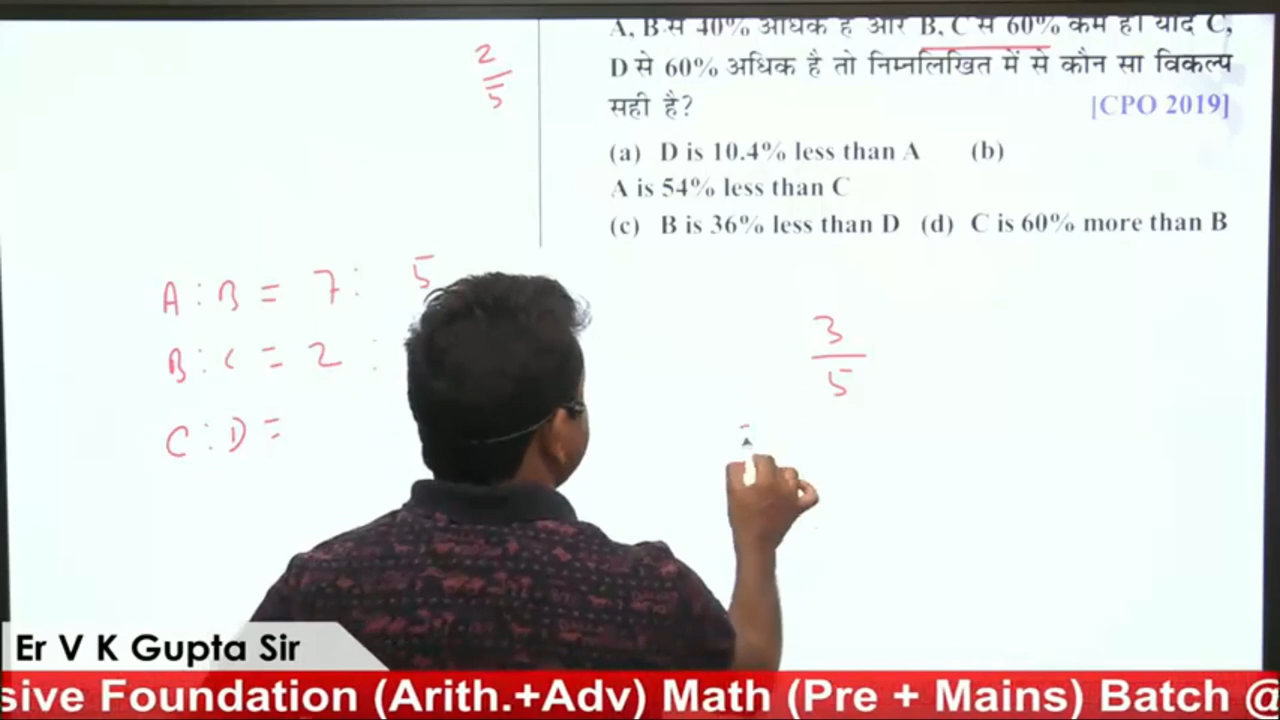 A, B से 40% अधिक है और B, C से 60% कम है। यदि C,
D से 60% अधिक है तो निम्नलिखित में से कौन सा विकल्प
सही है?
[CPO 2019]
(a) D is 10.4% less than A (b)
A is 54% less than C
(c) B is 36% less than D (d) C is 60% more than B
2
5
A : B = 7 : 5
B : C = 2 :
C : D =
3
5
Er V K Gupta Sir
sive Foundation (Arith.+Adv) Math (Pre + Mains) Batch @